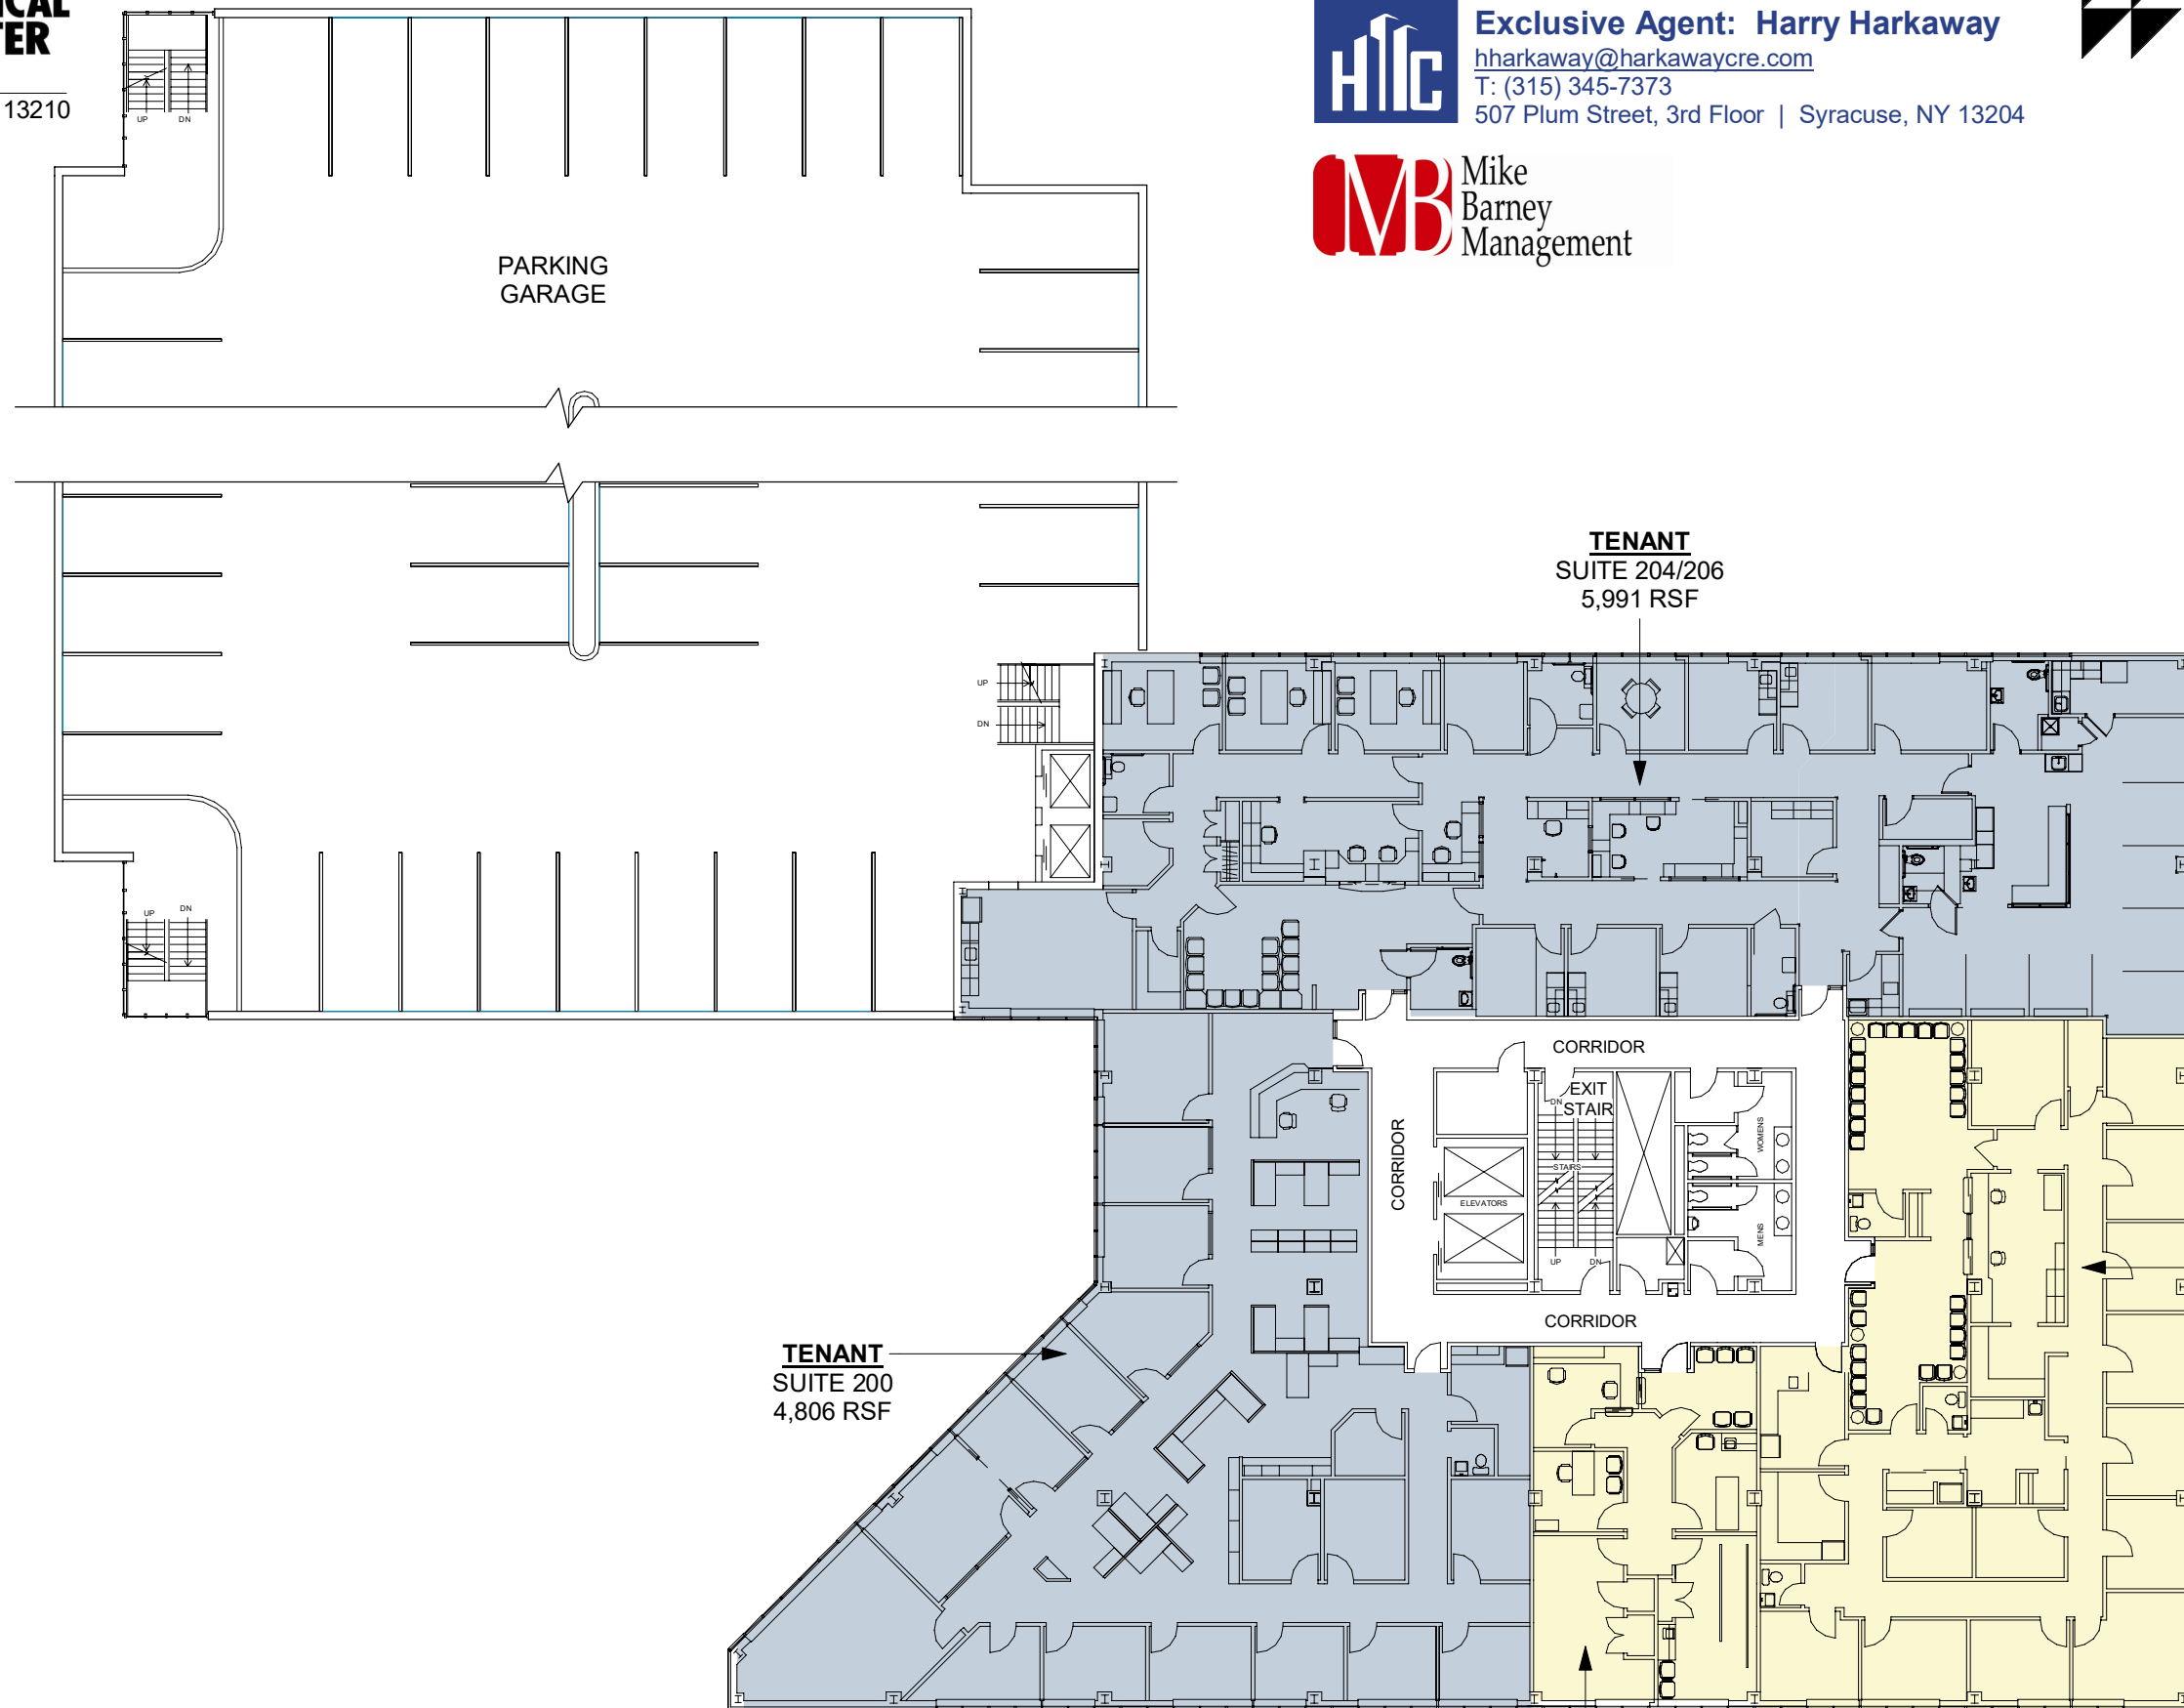 13210
Exclusive Agent: Harry Harkaway
hharkaway@harkawaycre.com
T: (315) 345-7373
507 Plum Street, 3rd Floor | Syracuse, NY 13204
HTC
MB
Mike
Barney
Management
UP
DN
PARKING
GARAGE
TENANT
SUITE 204/206
5,991 RSF
UP
DN
UP
DN
CORRIDOR
EXIT
STAIR
DN
CORRIDOR
WOMENS
STAIRS
ELEVATORS
MENS
UP
DN
CORRIDOR
TENANT
SUITE 200
4,806 RSF